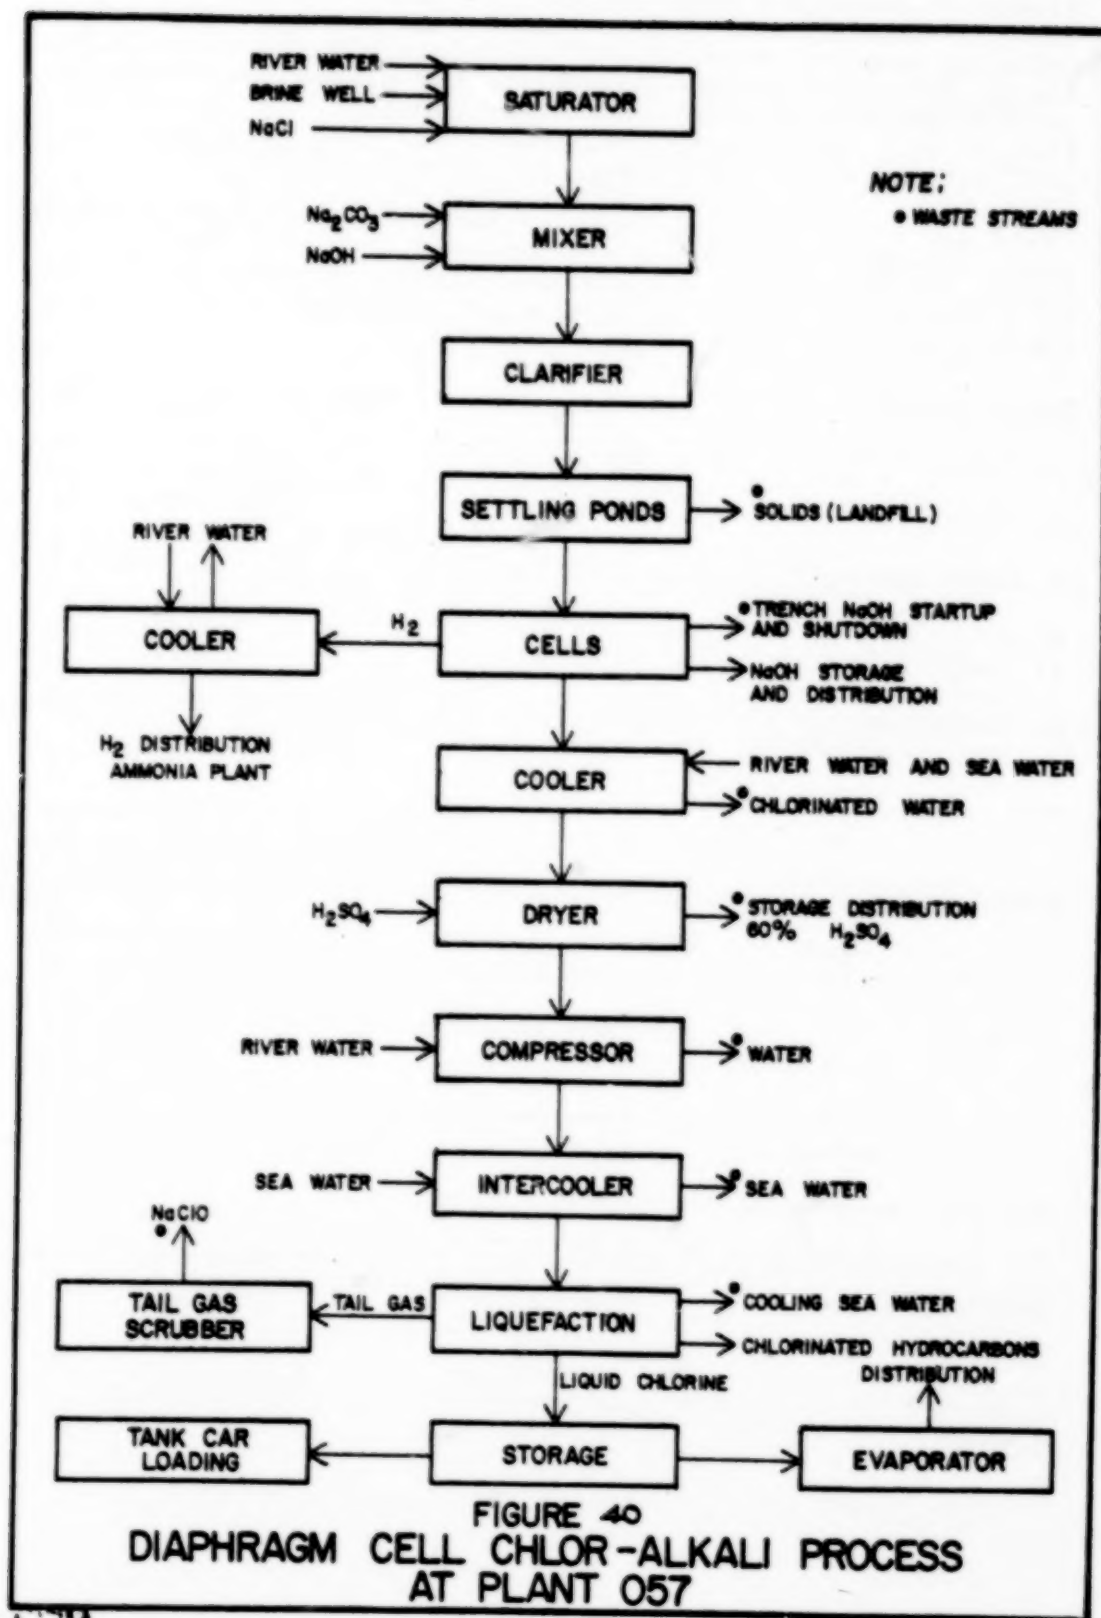 RIVER WATER
BRINE WELL
NaCl
SATURATOR
NOTE:
• WASTE STREAMS
Na₂CO₃
NaOH
MIXER
CLARIFIER
SETTLING PONDS
• SOLIDS (LANDFILL)
RIVER WATER
COOLER
H₂
CELLS
• TRENCH NaOH STARTUP
AND SHUTDOWN
NaOH STORAGE
AND DISTRIBUTION
H₂ DISTRIBUTION
AMMONIA PLANT
COOLER
RIVER WATER AND SEA WATER
• CHLORINATED WATER
H₂SO₄
DRYER
• STORAGE DISTRIBUTION
60% H₂SO₄
RIVER WATER
COMPRESSOR
• WATER
SEA WATER
INTERCOOLER
• SEA WATER
NaClO
•
TAIL GAS
SCRUBBER
TAIL GAS
LIQUEFACTION
• COOLING SEA WATER
CHLORINATED HYDROCARBONS
DISTRIBUTION
LIQUID CHLORINE
TANK CAR
LOADING
STORAGE
EVAPORATOR
FIGURE 40
DIAPHRAGM CELL CHLOR-ALKALI PROCESS
AT PLANT 057